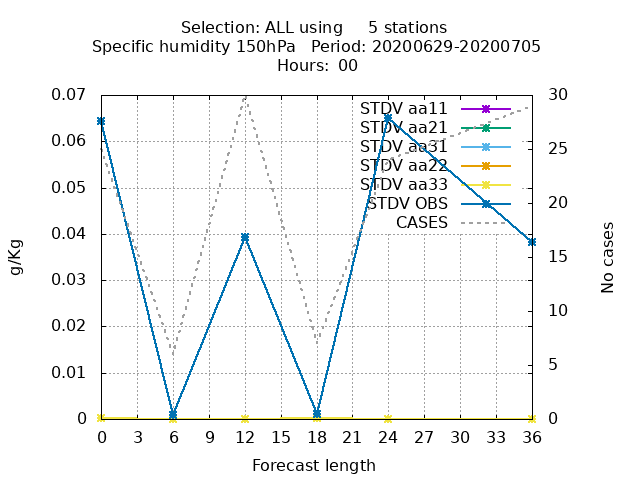 Selection: ALL using     5 stations
Specific humidity 150hPa   Period: 20200629-20200705
Hours: 00
0.07
0.06
0.05
0.04
0.03
0.02
0.01
0
g/Kg
STDV aa11
STDV aa21
STDV aa31
STDV aa22
STDV aa33
STDV OBS
CASES
30
25
20
15
10
5
0
No cases
0 3 6 9 12 15 18 21 24 27 30 33 36
Forecast length